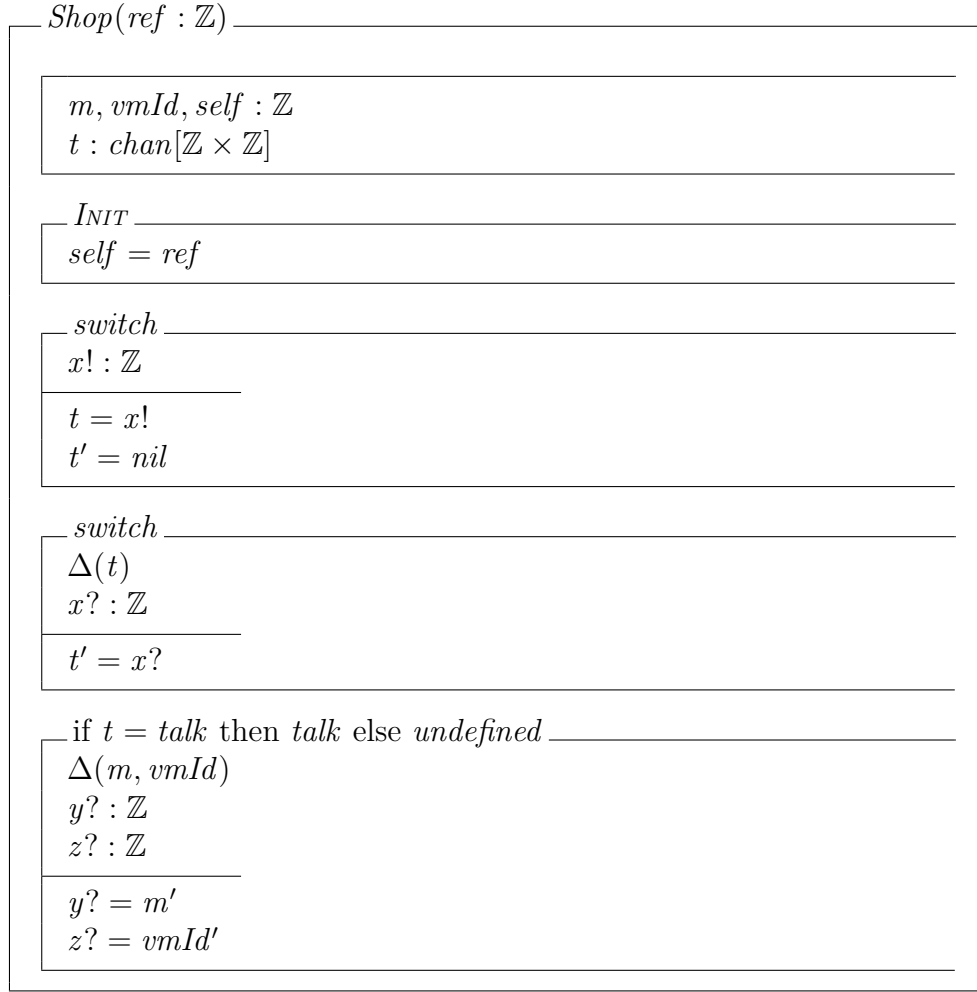 Shop(ref : ℤ)
m, vmId, self : ℤ
t : chan[ℤ × ℤ]
INIT
self = ref
switch
x! : ℤ
t = x!
t′ = nil
switch
Δ(t)
x? : ℤ
t′ = x?
if t = talk then talk else undefined
Δ(m, vmId)
y? : ℤ
z? : ℤ
y? = m′
z? = vmId′